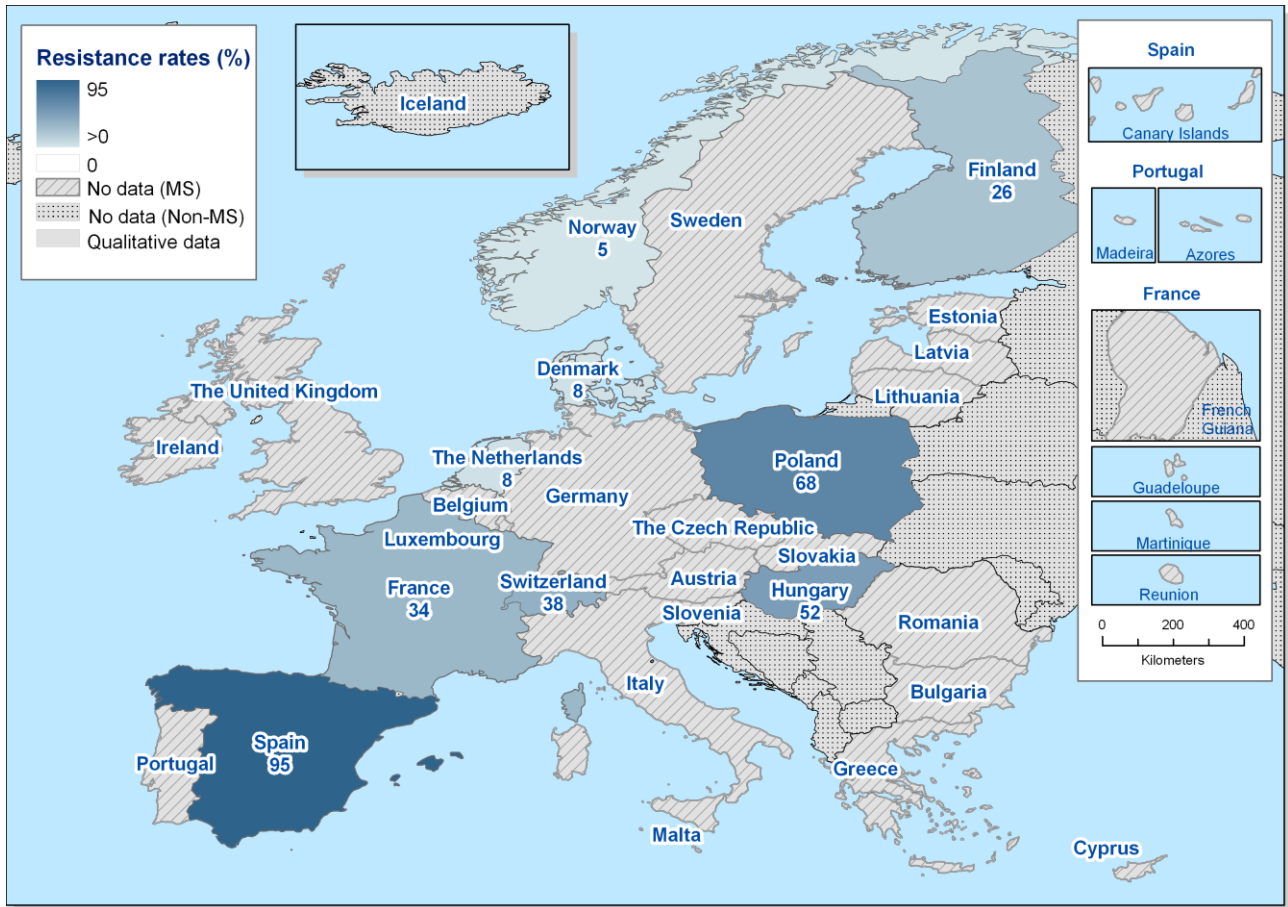 Resistance rates (%)
95
>0
0
No data (MS)
No data (Non-MS)
Qualitative data
Iceland
Norway
5
Sweden
Finland
26
Estonia
Latvia
Lithuania
Denmark
8
The United Kingdom
Ireland
The Netherlands
8
Belgium
Germany
Poland
68
The Czech Republic
Luxembourg
Slovakia
France
34
Switzerland
38
Austria
Hungary
52
Slovenia
Romania
Italy
Bulgaria
Spain
95
Portugal
Greece
Malta
Cyprus
Spain
Canary Islands
Portugal
Madeira
Azores
France
French
Guiana
Guadeloupe
Martinique
Reunion
0 200 400
Kilometers